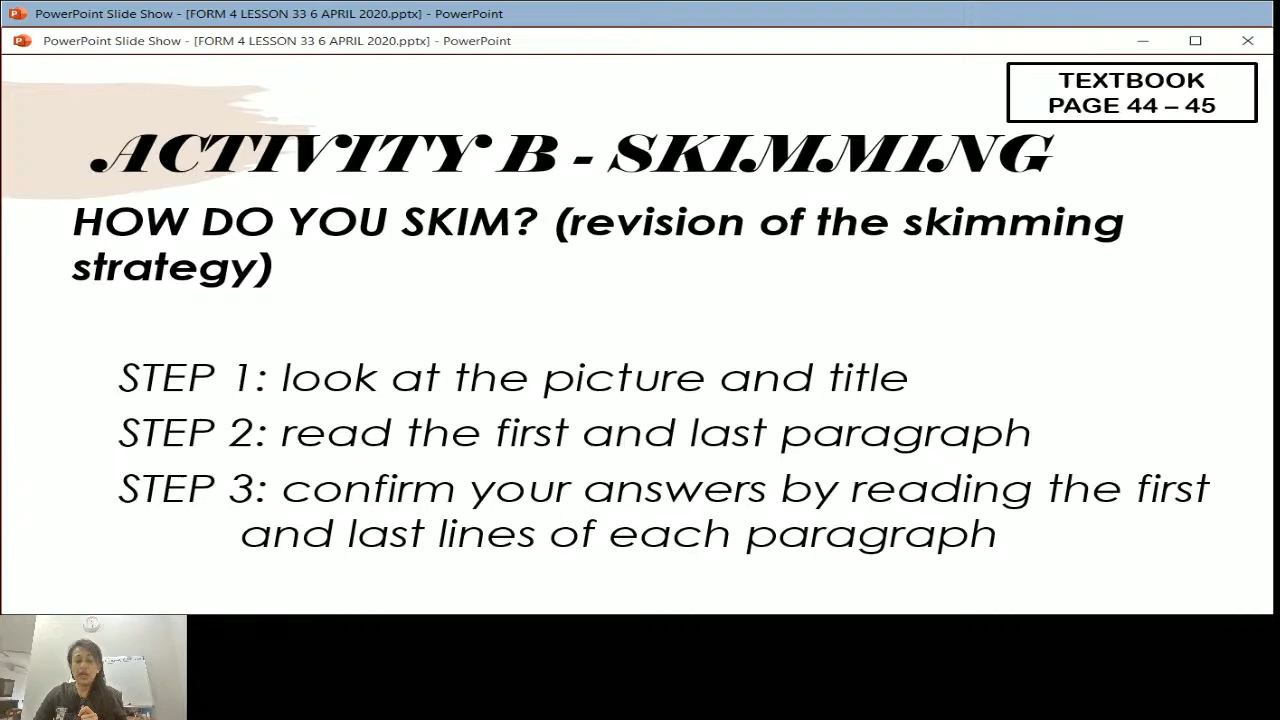 PowerPoint Slide Show - [FORM 4 LESSON 33 6 APRIL 2020.pptx] - PowerPoint
PowerPoint Slide Show - [FORM 4 LESSON 33 6 APRIL 2020.pptx] - PowerPoint
TEXTBOOK
PAGE 44 – 45
ACTIVITY B - SKIMMING
HOW DO YOU SKIM? (revision of the skimming
strategy)
STEP 1: look at the picture and title
STEP 2: read the first and last paragraph
STEP 3: confirm your answers by reading the first
and last lines of each paragraph